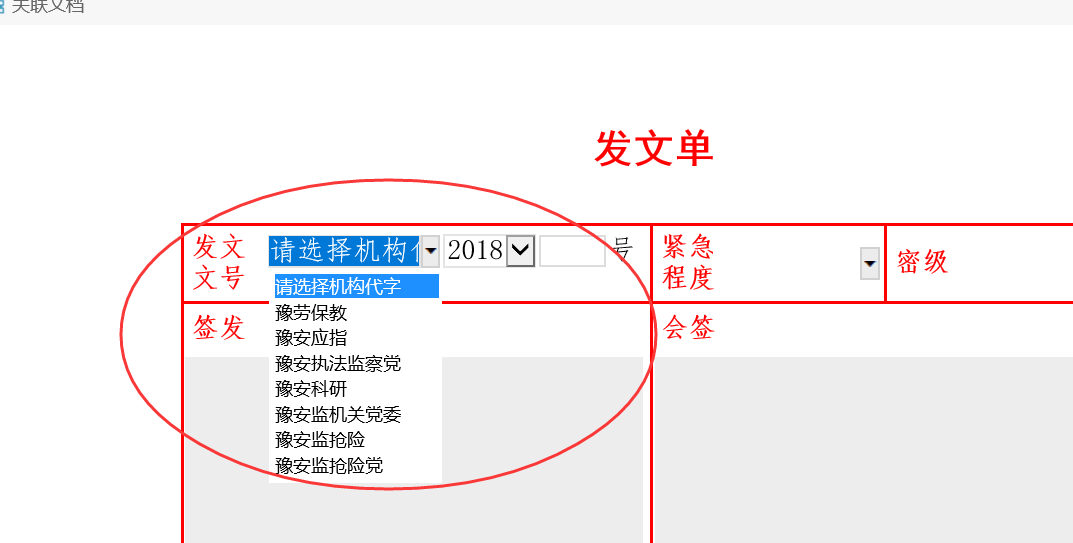 关联文档
发文单
发文
文号
请选择机构
2018
号
紧急
程度
密级
请选择机构代字
豫劳保教
豫安应指
豫安执法监察党
豫安科研
豫安监机关党委
豫安监抢险
豫安监抢险党
签发
会签